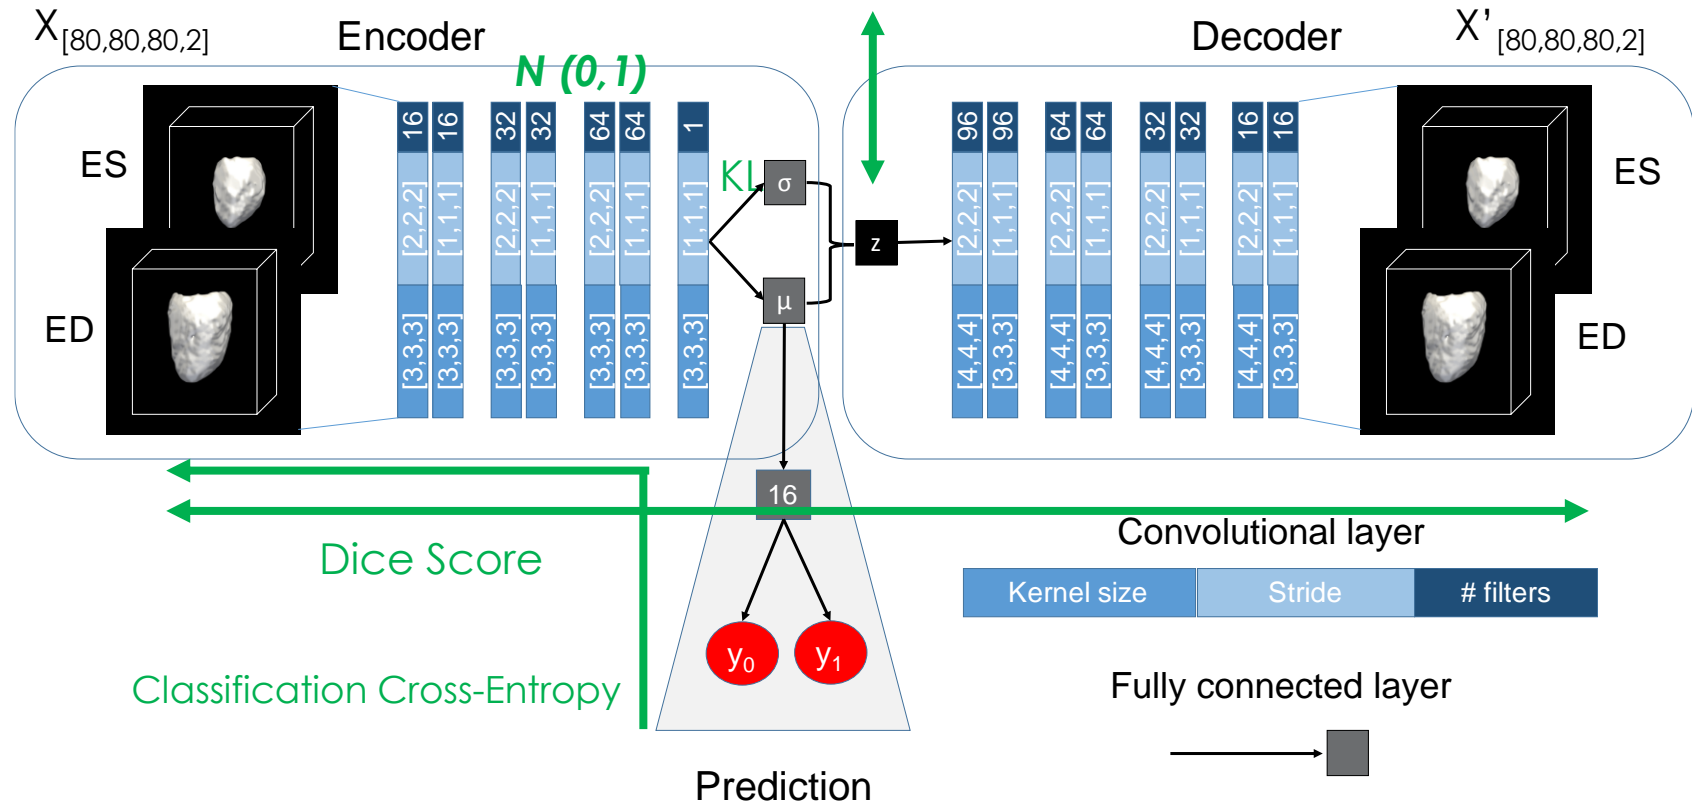 X[80,80,80,2]
Encoder
Decoder
X’ [80,80,80,2]
N (0,1)
ES
ED
16
[2,2,2]
[3,3,3]
16
[1,1,1]
[3,3,3]
32
[2,2,2]
[3,3,3]
32
[1,1,1]
[3,3,3]
64
[2,2,2]
[3,3,3]
64
[1,1,1]
[3,3,3]
1
[1,1,1]
[3,3,3]
KL
σ
μ
z
96
[2,2,2]
[4,4,4]
96
[1,1,1]
[3,3,3]
64
[2,2,2]
[4,4,4]
64
[1,1,1]
[3,3,3]
32
[2,2,2]
[4,4,4]
32
[1,1,1]
[3,3,3]
16
[2,2,2]
[4,4,4]
16
[1,1,1]
[3,3,3]
ES
ED
16
Dice Score
Convolutional layer
Kernel size
Stride
# filters
y0
y1
Classification Cross-Entropy
Fully connected layer
Prediction